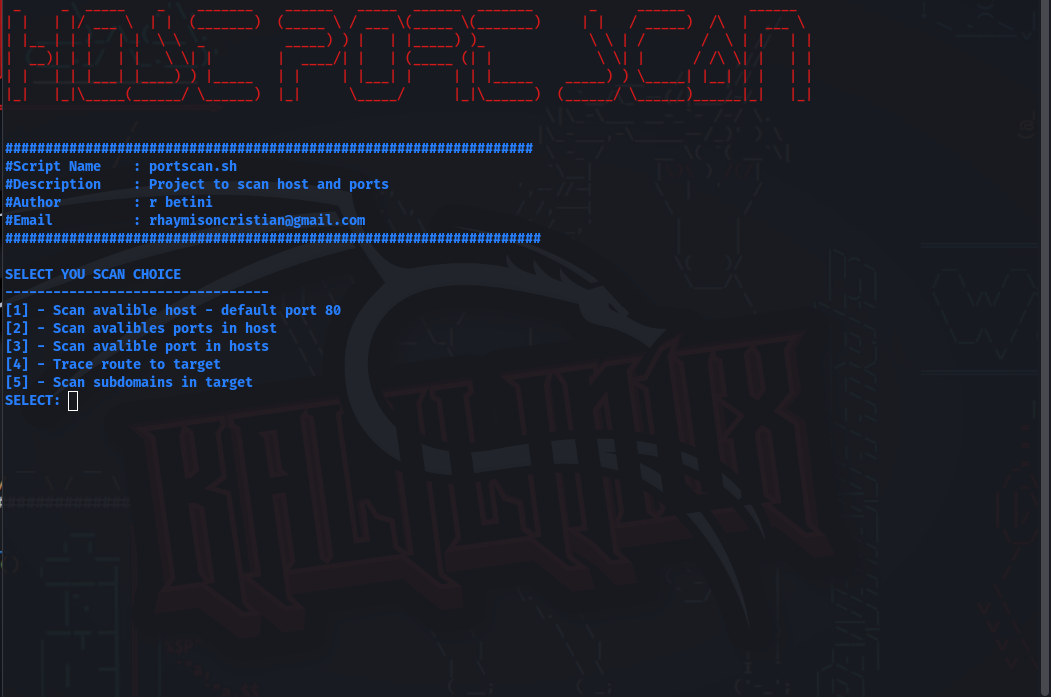 HOST PORT SCAN
#################################################################
#Script Name    : portscan.sh
#Description    : Project to scan host and ports
#Author         : r betini
#Email          : rhaymisoncristian@gmail.com
##################################################################
SELECT YOU SCAN CHOICE
---------------------------------
[1] - Scan avalible host - default port 80
[2] - Scan avalibles ports in host
[3] - Scan avalible port in hosts
[4] - Trace route to target
[5] - Scan subdomains in target
SELECT:
KALI LINUX